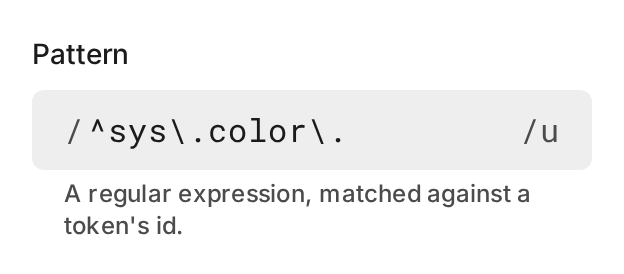 Pattern
/^sys\.color\. /u
A regular expression, matched against a
token's id.